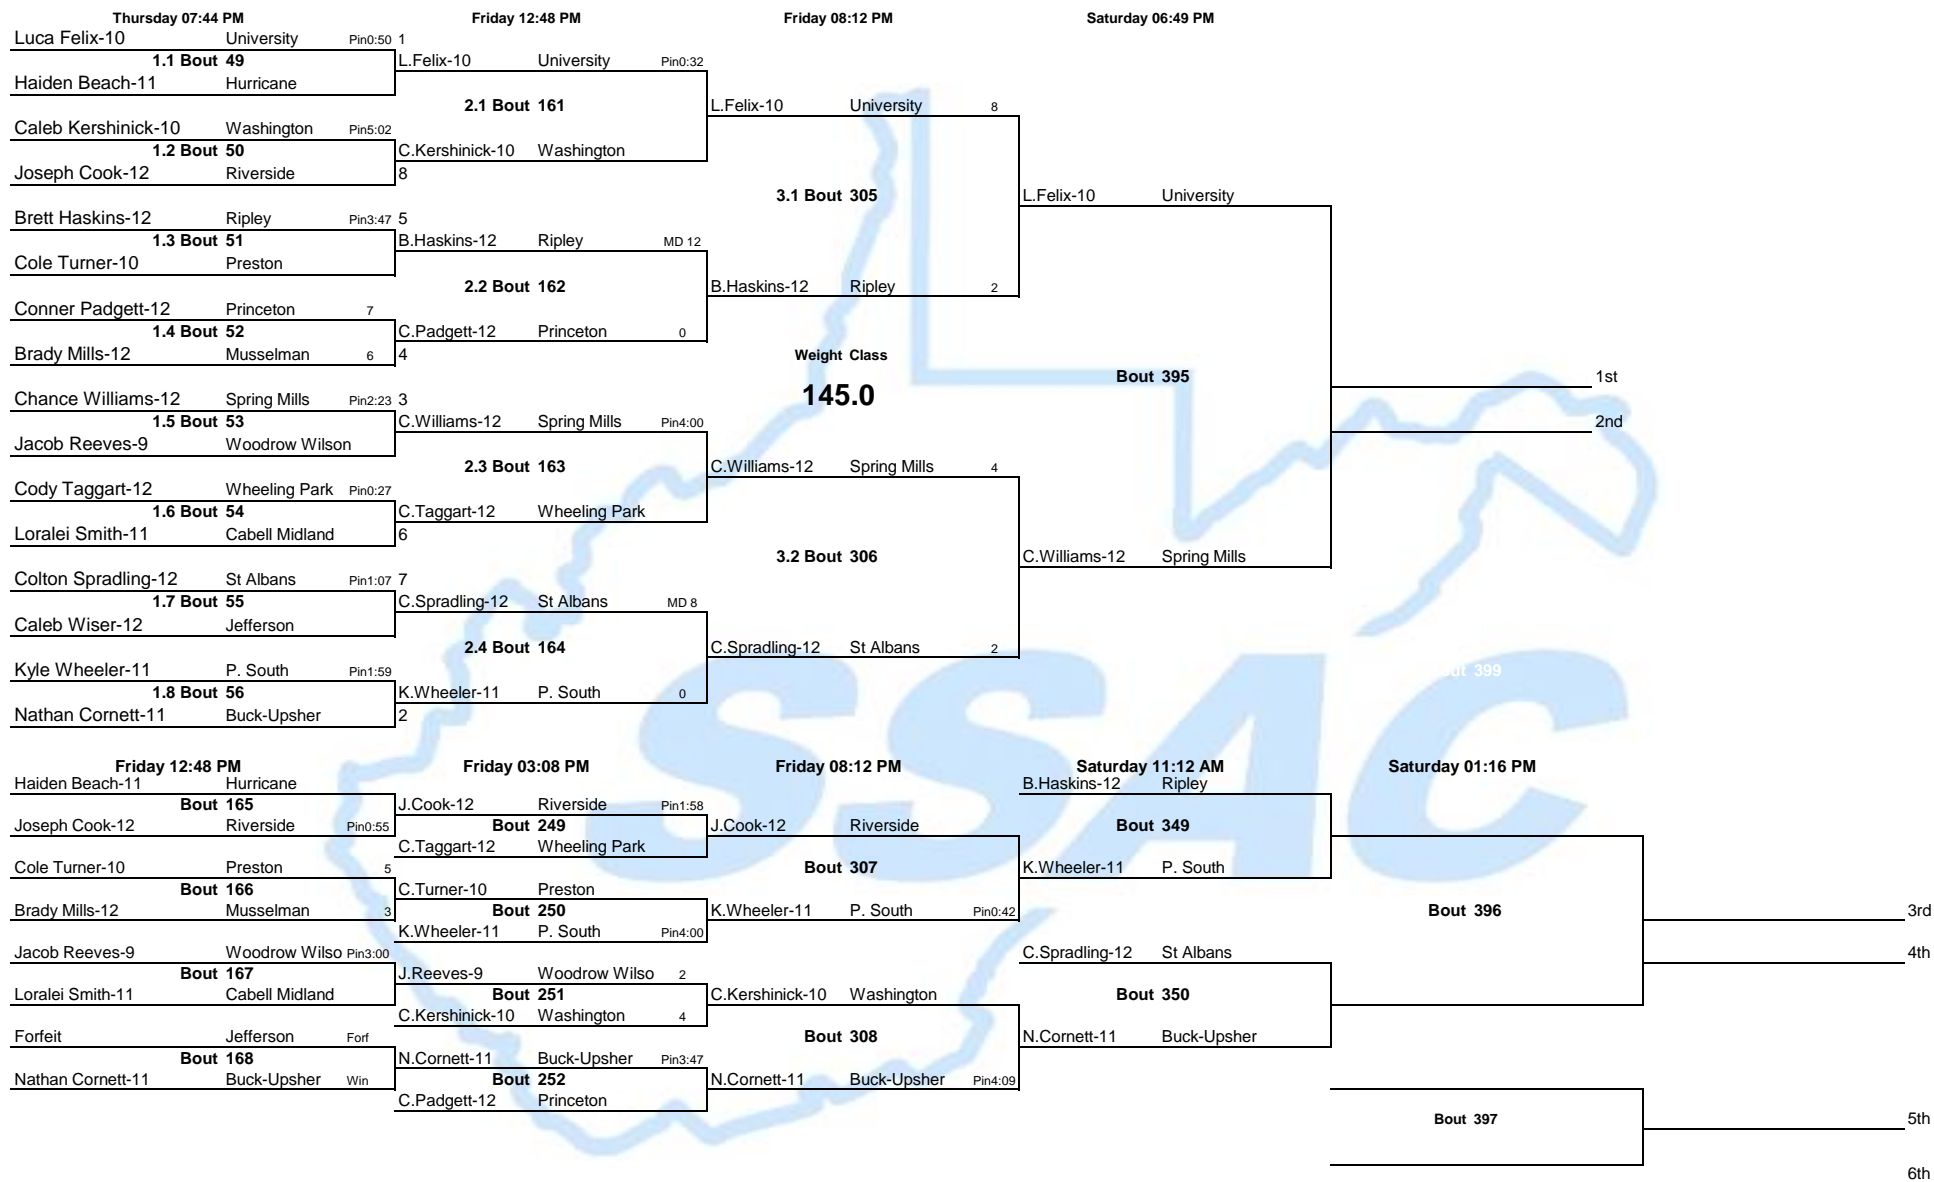 Thursday 07:44 PM Friday 12:48 PM Friday 08:12 PM Saturday 06:49 PM
Luca Felix-10 University Pin0:50 1
1.1 Bout 49 L.Felix-10 University Pin0:32
Haiden Beach-11 Hurricane
2.1 Bout 161 L.Felix-10 University 8
Caleb Kershinick-10 Washington Pin5:02
1.2 Bout 50 C.Kershinick-10 Washington
Joseph Cook-12 Riverside 8
3.1 Bout 305 L.Felix-10 University
Brett Haskins-12 Ripley Pin3:47 5
1.3 Bout 51 B.Haskins-12 Ripley MD 12
Cole Turner-10 Preston
2.2 Bout 162 B.Haskins-12 Ripley 2
Conner Padgett-12 Princeton 7
1.4 Bout 52 C.Padgett-12 Princeton 0
Brady Mills-12 Musselman 6 4
Weight Class
Bout 395 1st
145.0
Chance Williams-12 Spring Mills Pin2:23 3
1.5 Bout 53 C.Williams-12 Spring Mills Pin4:00 2nd
Jacob Reeves-9 Woodrow Wilson
2.3 Bout 163 C.Williams-12 Spring Mills 4
Cody Taggart-12 Wheeling Park Pin0:27
1.6 Bout 54 C.Taggart-12 Wheeling Park
Loralei Smith-11 Cabell Midland 6
3.2 Bout 306 C.Williams-12 Spring Mills
Colton Spradling-12 St Albans Pin1:07 7
1.7 Bout 55 C.Spradling-12 St Albans MD 8
Caleb Wiser-12 Jefferson
2.4 Bout 164 C.Spradling-12 St Albans 2
Kyle Wheeler-11 P. South Pin1:59 399
1.8 Bout 56 K.Wheeler-11 P. South 0
Nathan Cornett-11 Buck-Upsher 2
SSAC
Friday 12:48 PM Friday 03:08 PM Friday 08:12 PM Saturday 11:12 AM Saturday 01:16 PM
Haiden Beach-11 Hurricane B.Haskins-12 Ripley
Bout 165 J.Cook-12 Riverside Pin1:58
Joseph Cook-12 Riverside Pin0:55 Bout 249 J.Cook-12 Riverside Bout 349
C.Taggart-12 Wheeling Park
Cole Turner-10 Preston 5 Bout 307 K.Wheeler-11 P. South
Bout 166 C.Turner-10 Preston
Brady Mills-12 Musselman 3 Bout 250 K.Wheeler-11 P. South Pin0:42 Bout 396 3rd
K.Wheeler-11 P. South Pin4:00
Jacob Reeves-9 Woodrow Wilso Pin3:00 C.Spradling-12 St Albans 4th
Bout 167 J.Reeves-9 Woodrow Wilso 2
Loralei Smith-11 Cabell Midland Bout 251 C.Kershinick-10 Washington Bout 350
C.Kershinick-10 Washington 4
Forfeit Jefferson Forf Bout 308 N.Cornett-11 Buck-Upsher
Bout 168 N.Cornett-11 Buck-Upsher Pin3:47
Nathan Cornett-11 Buck-Upsher Win Bout 252 N.Cornett-11 Buck-Upsher Pin4:09
C.Padgett-12 Princeton
Bout 397 5th
6th